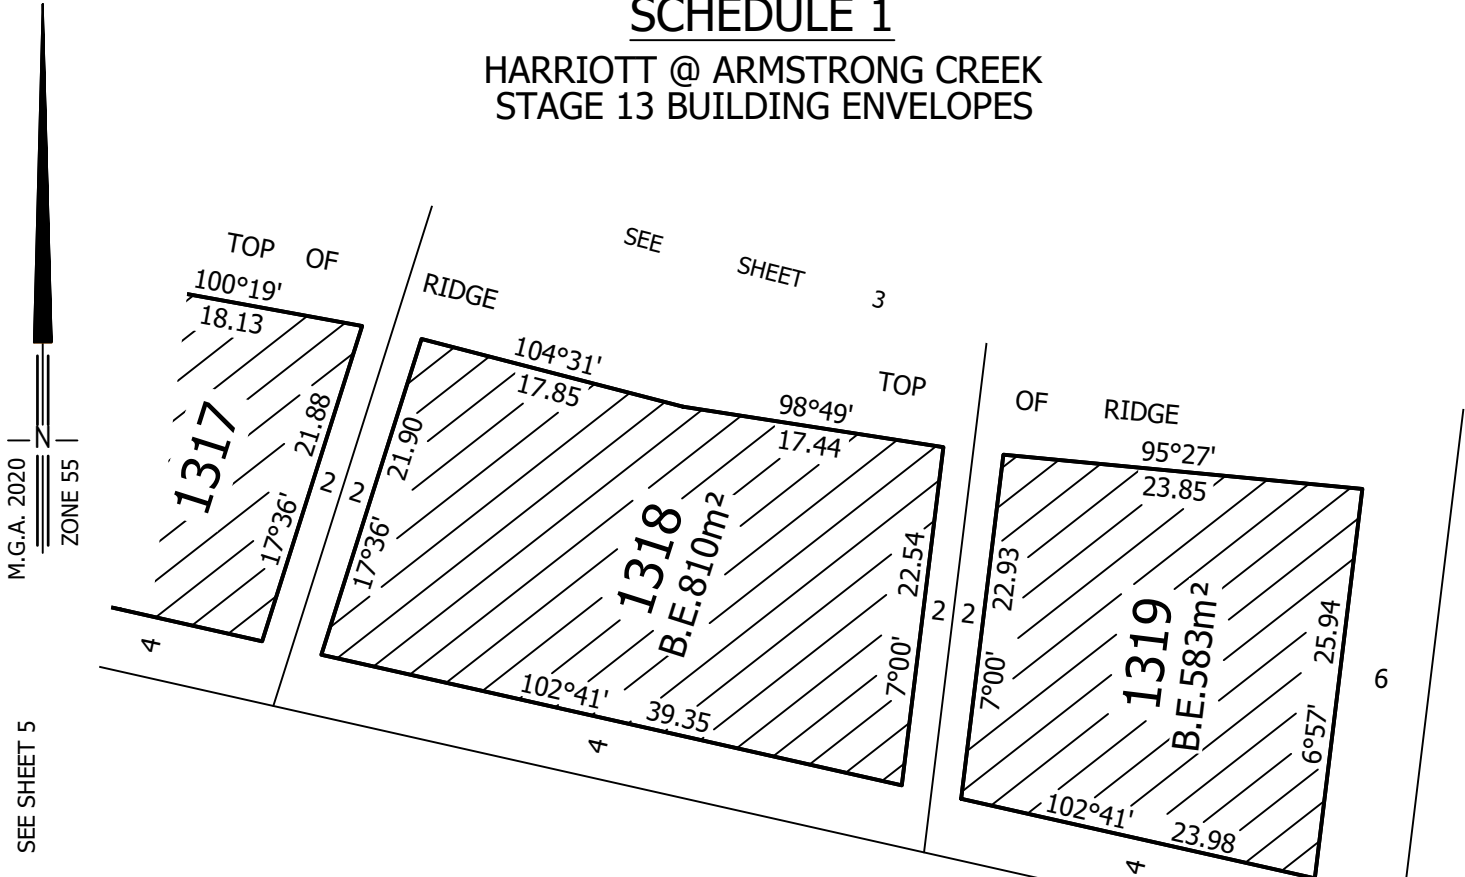 SCHEDULE 1
HARRIOTT @ ARMSTRONG CREEK
STAGE 13 BUILDING ENVELOPES
SEE SHEET 3
TOP OF RIDGE
100°19'
18.13
1317
21.88
17°36'
2
4
2
104°31'
17.85
98°49'
17.44
21.90
17°36'
1318
B.E.810m²
22.54
7°00'
102°41'
39.35
4
2
TOP OF RIDGE
2
95°27'
23.85
22.93
7°00'
1319
B.E.583m²
25.94
6°57'
102°41'
23.98
4
6
M.G.A. 2020
N
ZONE 55
SEE SHEET 5